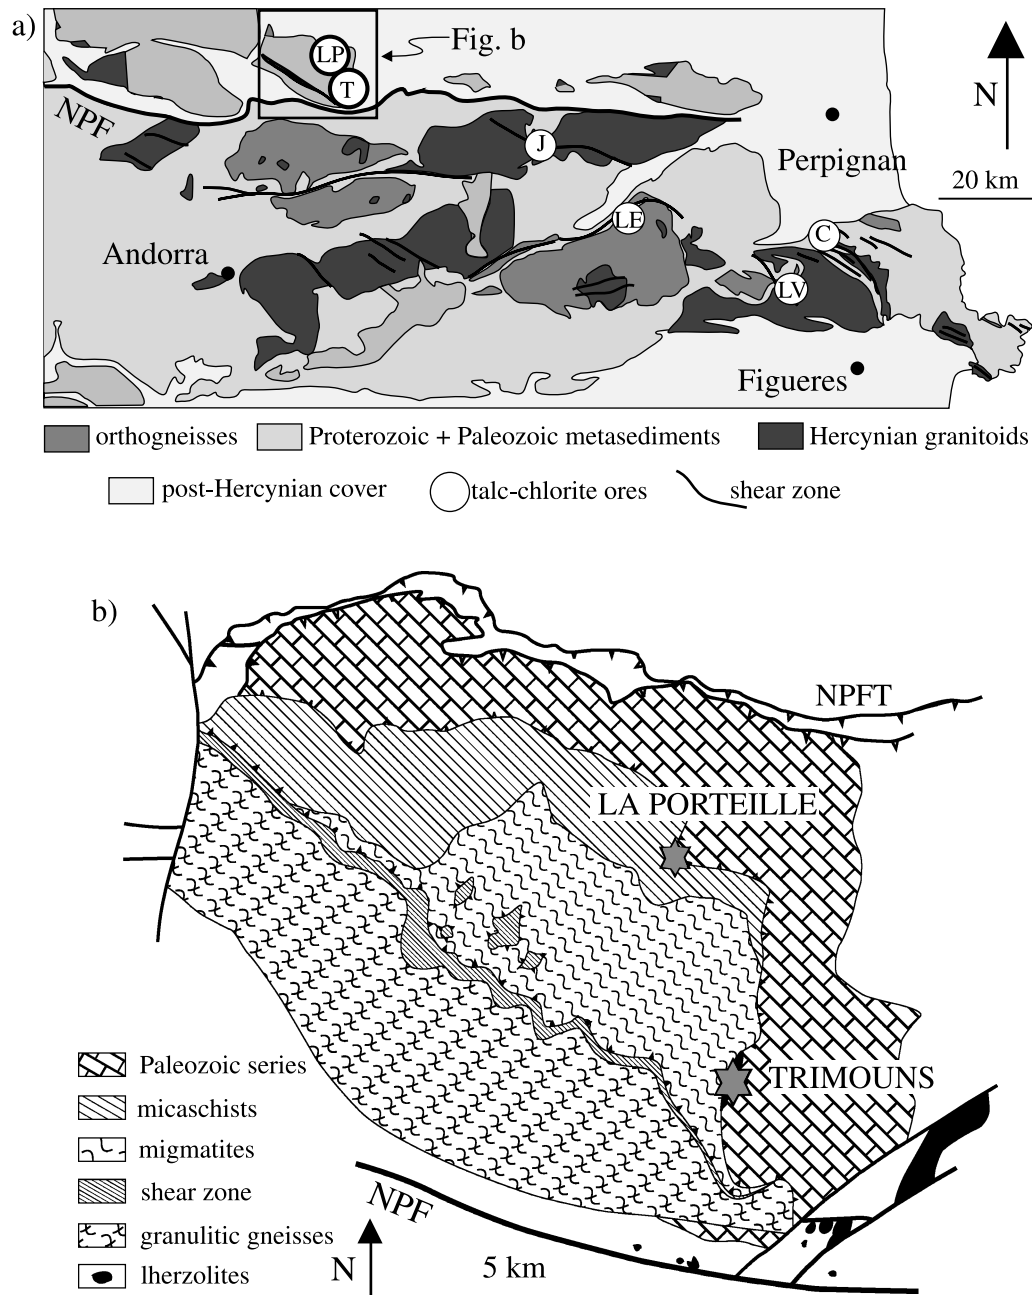 a)
Fig. b
LP
T
N
NPF
J
Perpignan
20 km
LF
C
Andorra
LV
Figueres
orthogneisses
Proterozoic + Paleozoic metasediments
Hercynian granitoids
post-Hercynian cover
talc-chlorite ores
shear zone
b)
NPFT
LA PORTEILLE
TRIMOUNS
Paleozoic series
micaschists
migmatites
shear zone
granulitic gneisses
lherzolites
NPF
N
5 km